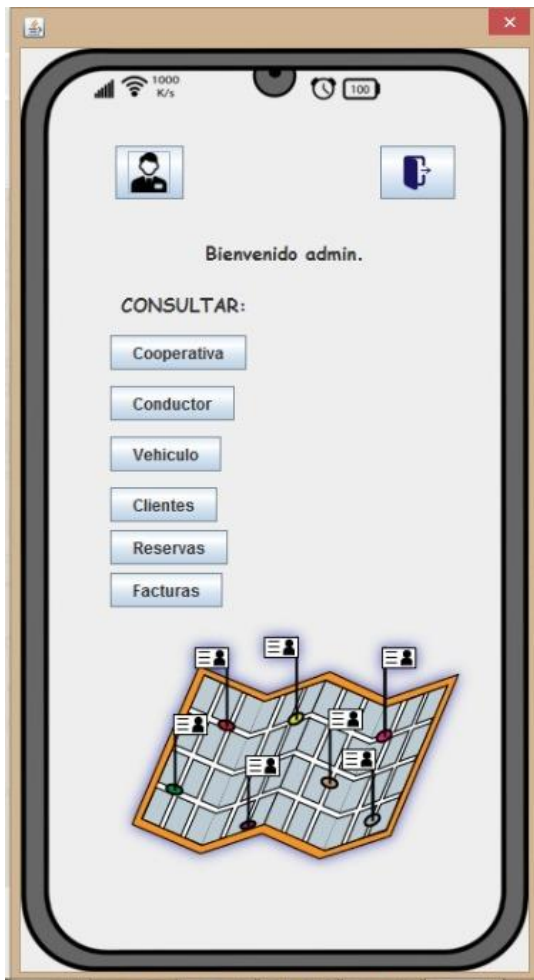 1000
K/s
100
Bienvenido admin.
CONSULTAR:
Cooperativa
Conductor
Vehiculo
Clientes
Reservas
Facturas